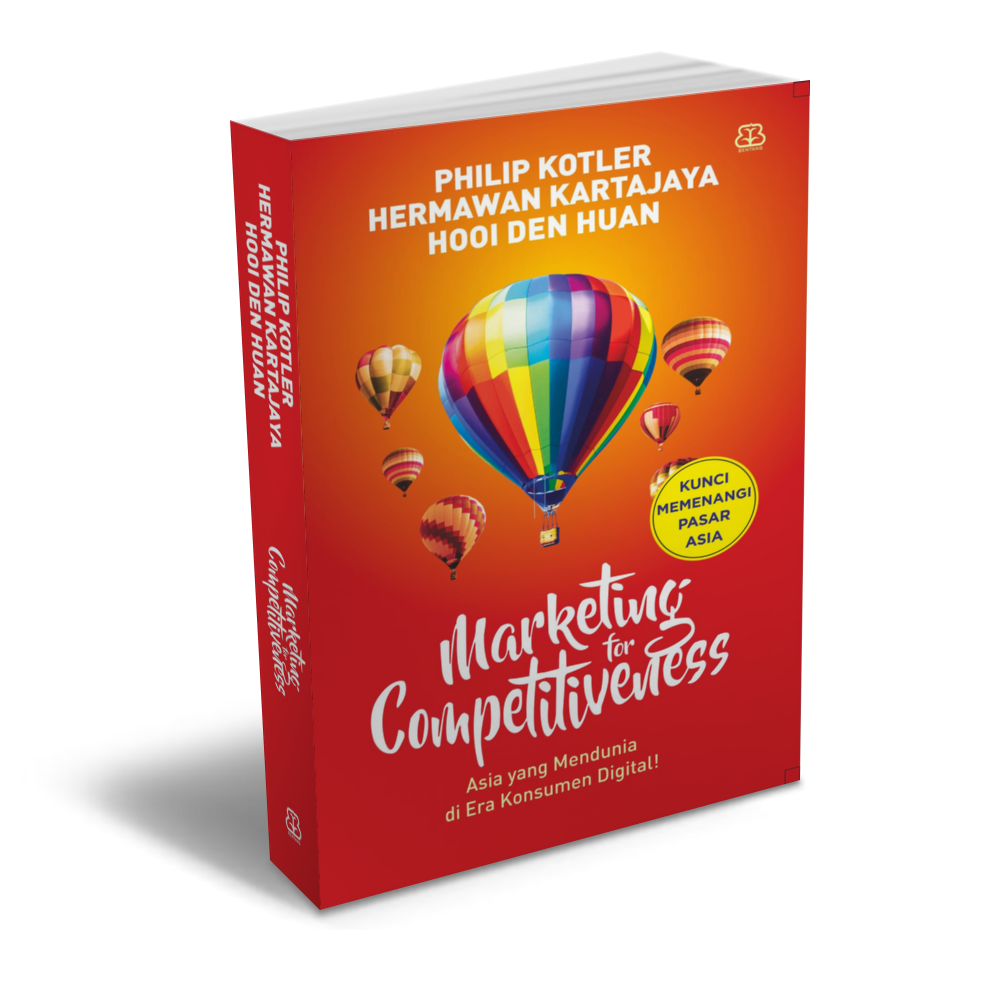 BENTANG
PHILIP KOTLER
HERMAWAN KARTAJAYA
HOOI DEN HUAN
KUNCI
MEMENANGI
PASAR
ASIA
Marketing
for
Competitiveness
Asia yang Mendunia
di Era Konsumen Digital!
PHILIP KOTLER
HERMAWAN KARTAJAYA
HOOI DEN HUAN
Marketing
for
Competitiveness